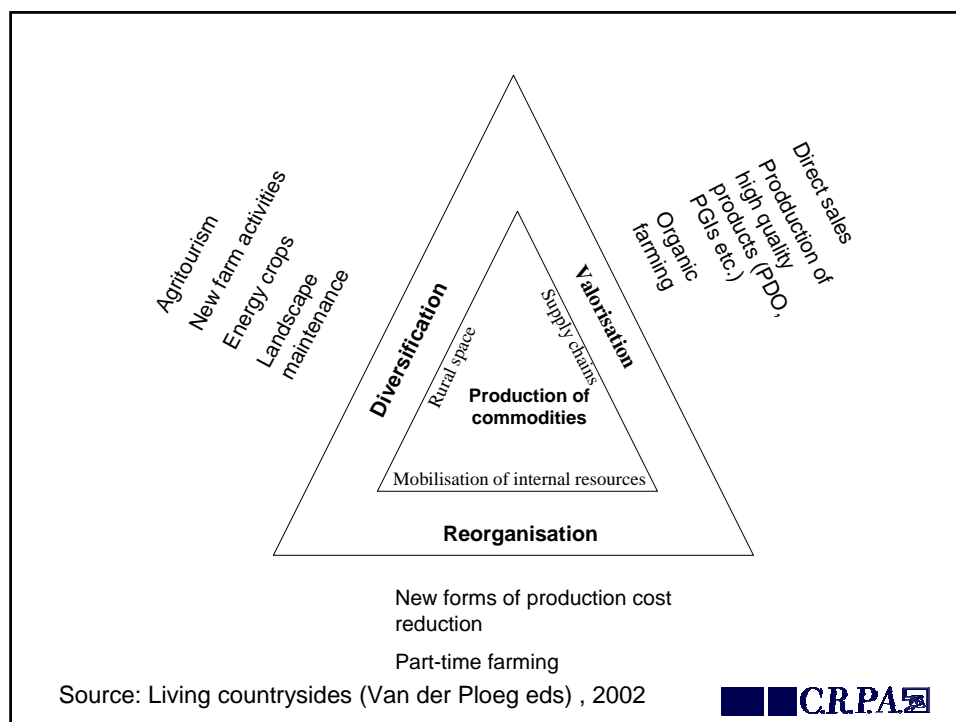 Agritourism
New farm activities
Energy crops
Landscape
maintenance
Diversification
Rural space
Direct sales
Prodduction of
high quality
products (PDO,
PGIs etc.)
Organic
farming
Valorisation
Supply chains
Production of
commodities
Mobilisation of internal resources
Reorganisation
New forms of production cost
reduction
Part-time farming
Source: Living countrysides (Van der Ploeg eds) , 2002
C.R.P.A.